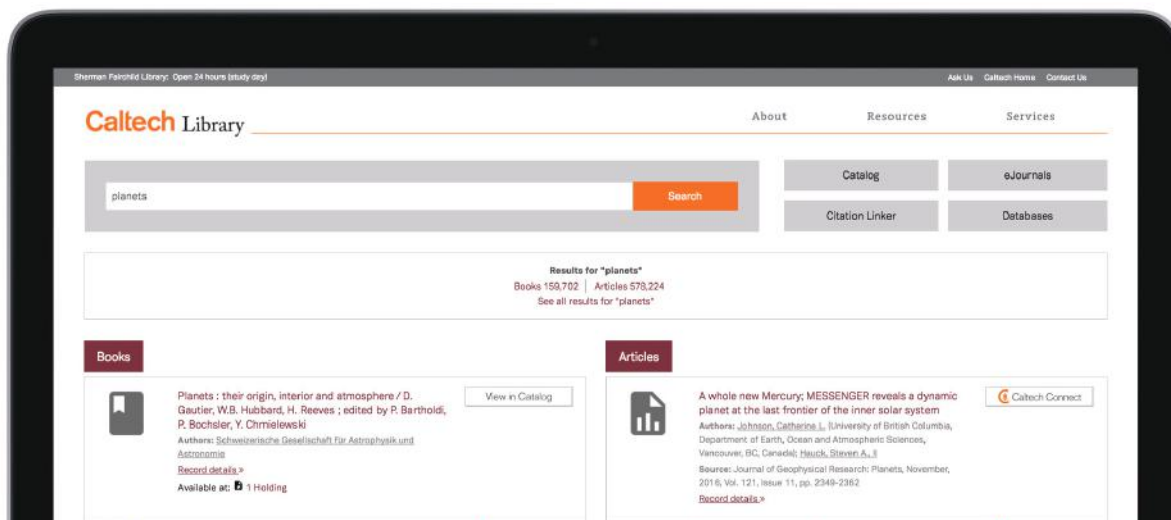 Sherman Fairchild Library: Open 24 hours (study day)
Ask Us Caltech Home Contact Us
Caltech Library
About Resources Services
planets
Search
Catalog
eJournals
Citation Linker
Databases
Results for "planets"
Books 159,702 | Articles 578,224
See all results for "planets"
Books
Planets : their origin, interior and atmosphere / D.
Gautier, W.B. Hubbard, H. Reeves ; edited by P. Bartholdi,
P. Bochsler, Y. Chmielewski
Authors: Schweizerische Gesellschaft für Astrophysik und
Astronomie
Record details »
Available at: 1 Holding
View in Catalog
Articles
A whole new Mercury; MESSENGER reveals a dynamic
planet at the last frontier of the inner solar system
Authors: Johnson, Catherine L. (University of British Columbia,
Department of Earth, Ocean and Atmospheric Sciences,
Vancouver, BC, Canada); Hauck, Steven A., II
Source: Journal of Geophysical Research: Planets, November,
2016, Vol. 121, Issue 11, pp. 2349-2362
Record details »
Caltech Connect